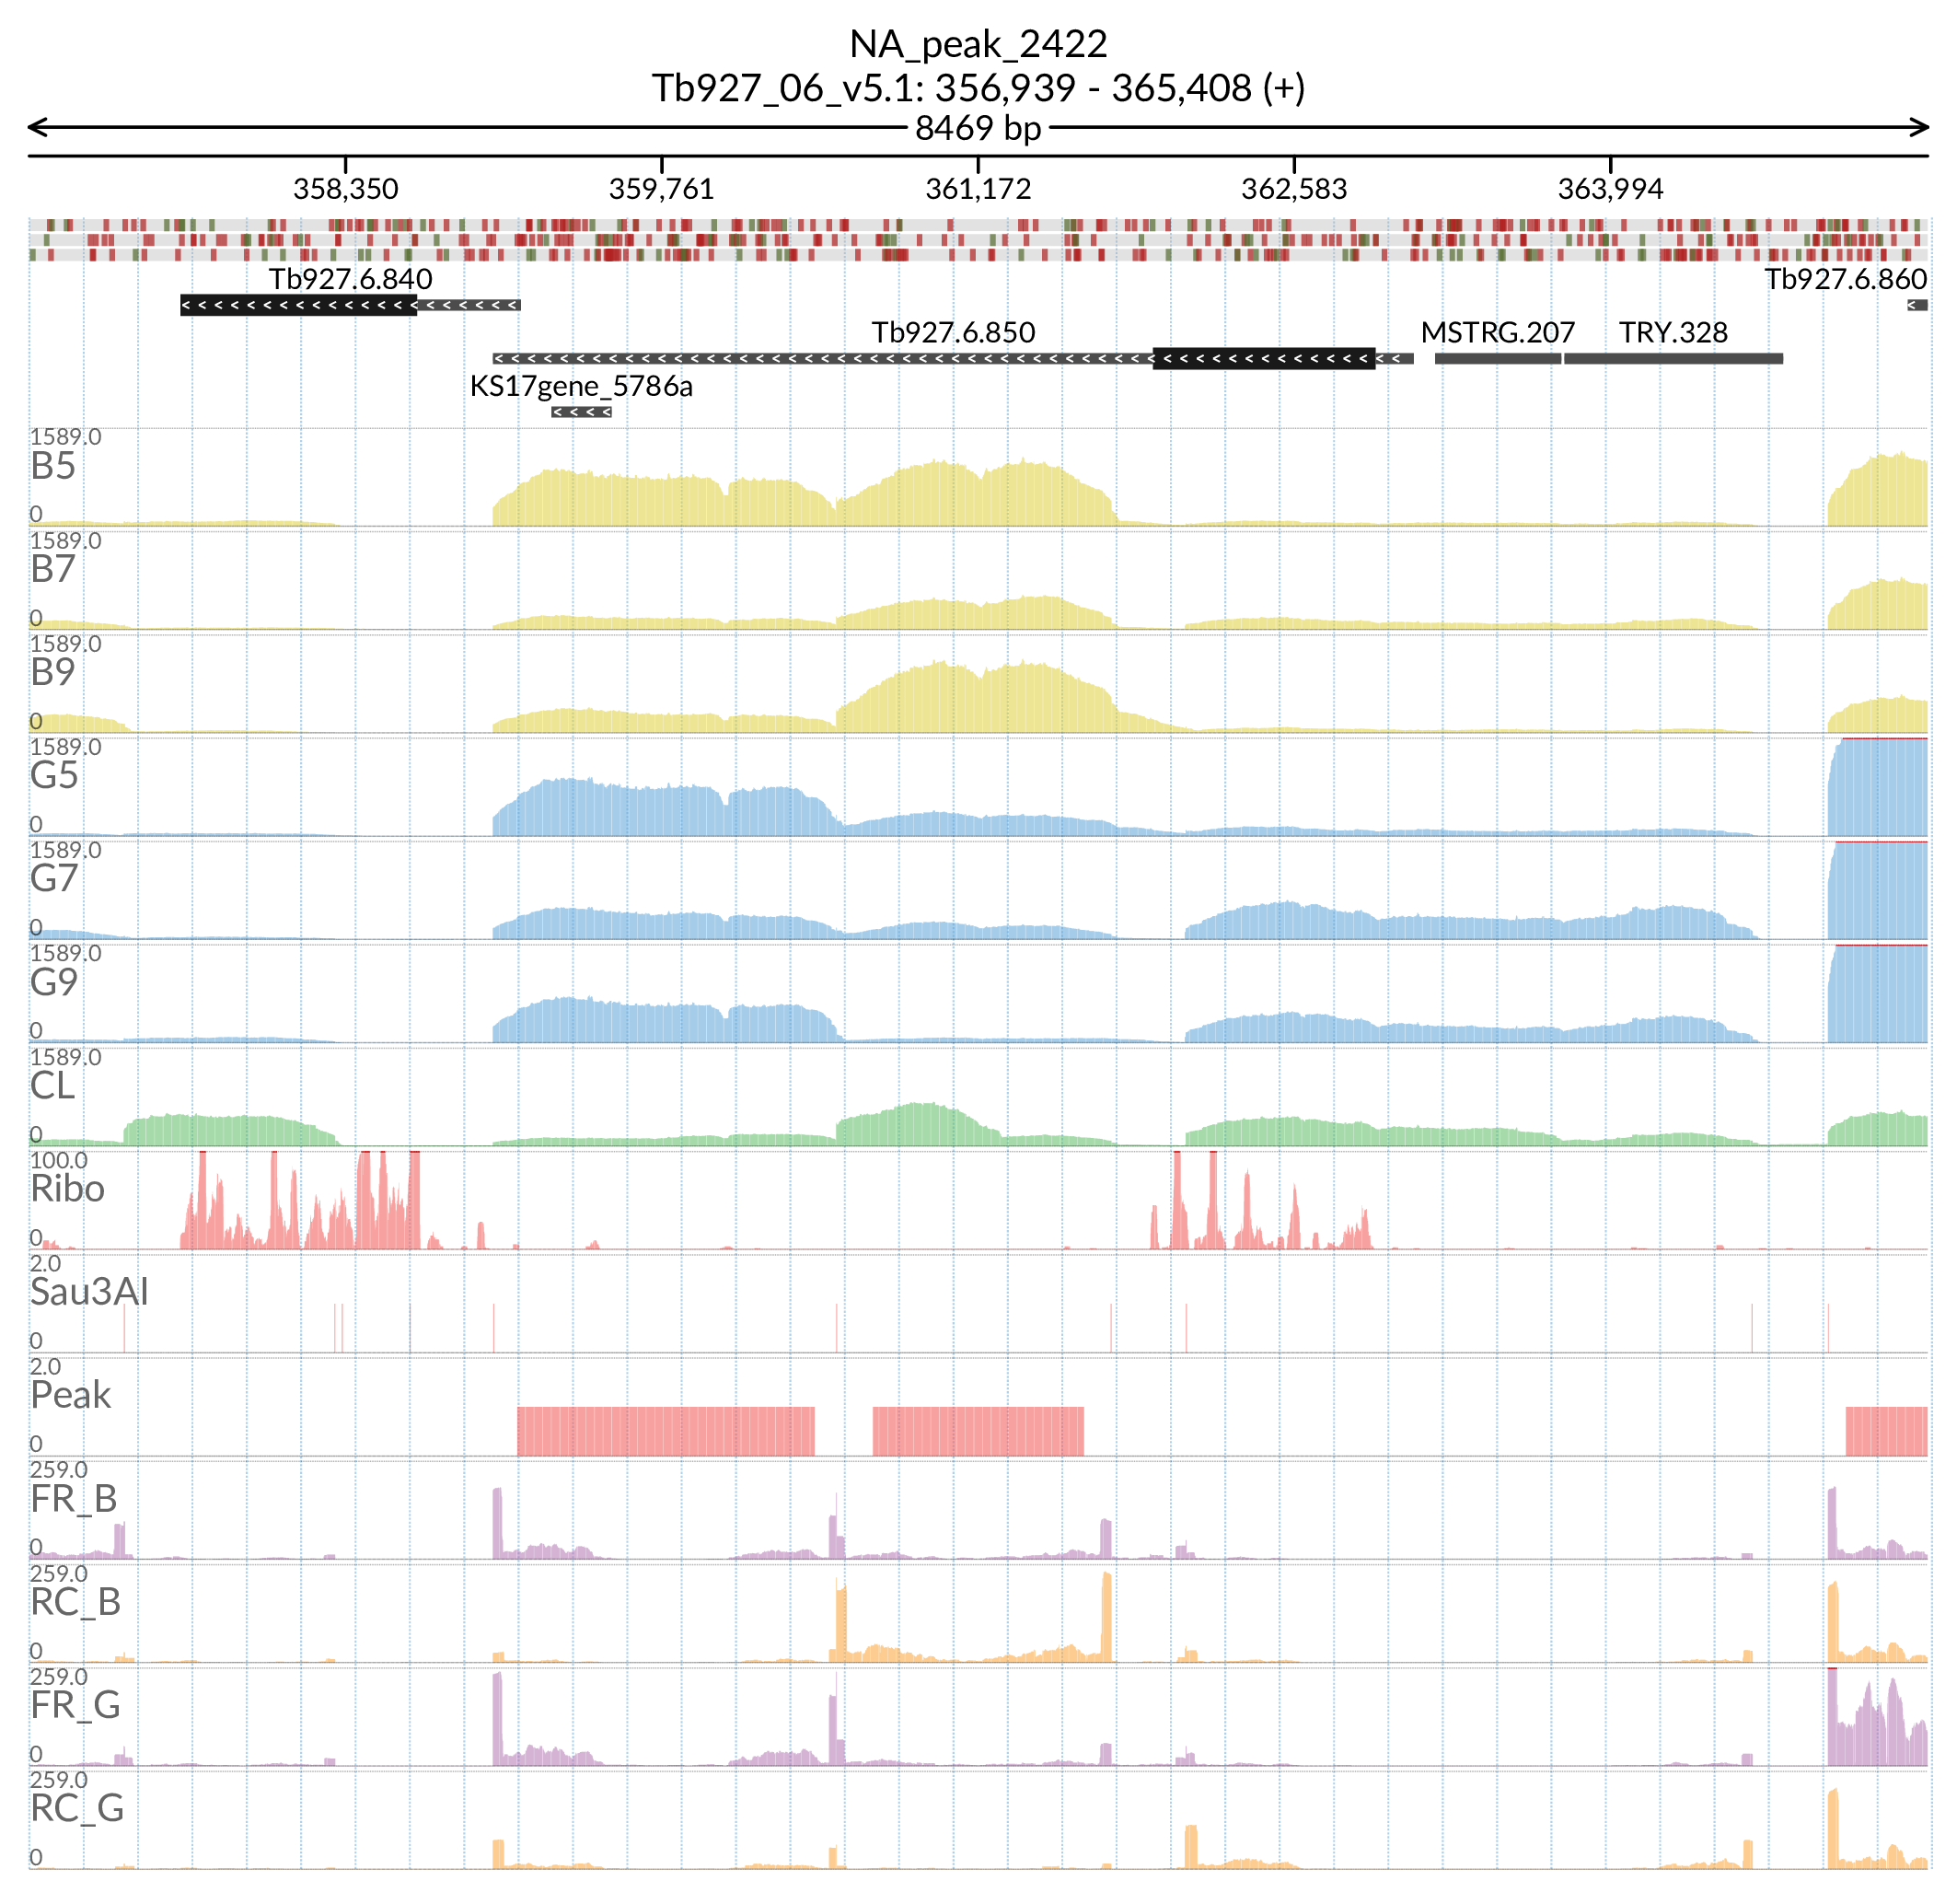 NA_peak_2422
Tb927_06_v5.1: 356,939 - 365,408 (+)
8469 bp
358,350 359,761 361,172 362,583 363,994
Tb927.6.840 Tb927.6.860
Tb927.6.850 MSTRG.207 TRY.328
KS17gene_5786a
1589.0
B5
0
1589.0
B7
0
1589.0
B9
0
1589.0
G5
0
1589.0
G7
0
1589.0
G9
0
1589.0
CL
0
100.0
Ribo
0
2.0
Sau3AI
0
2.0
Peak
0
259.0
FR_B
0
259.0
RC_B
0
259.0
FR_G
0
259.0
RC_G
0